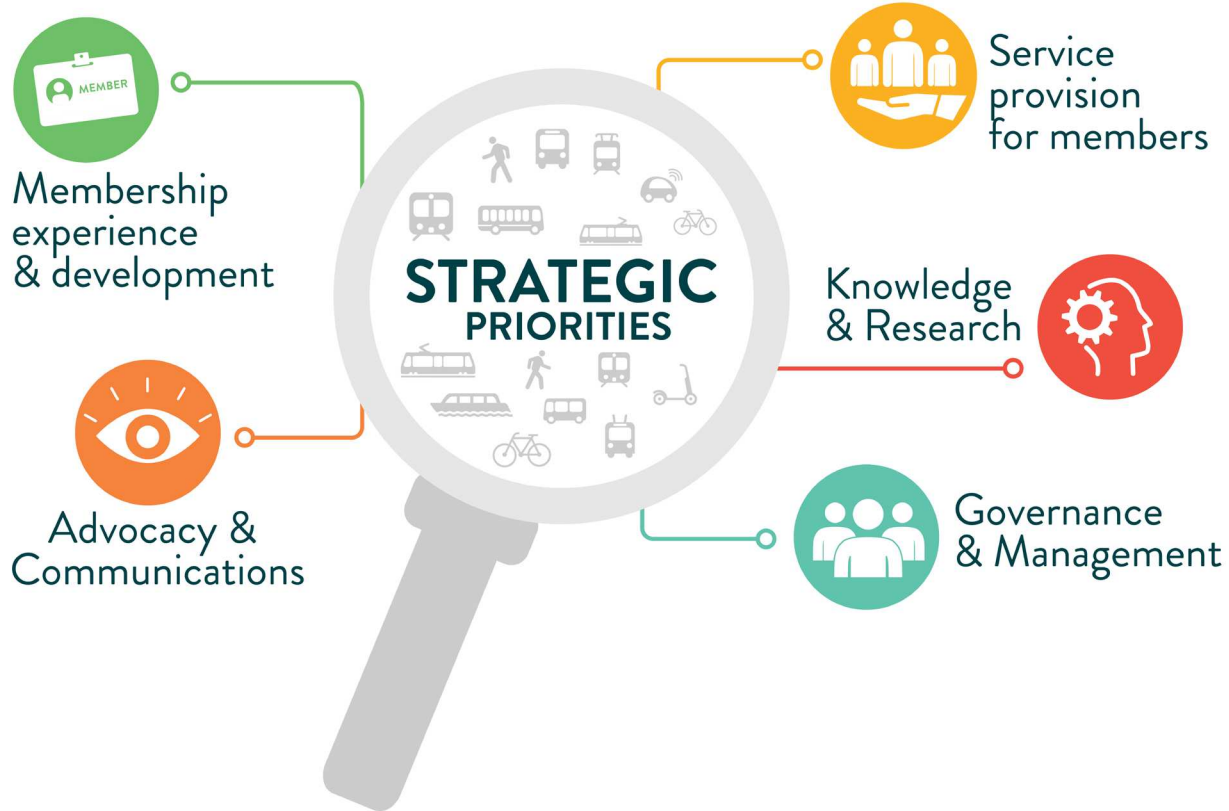 MEMBER
Membership
experience
& development
Advocacy &
Communications
STRATEGIC
PRIORITIES
Service
provision
for members
Knowledge
& Research
Governance
& Management